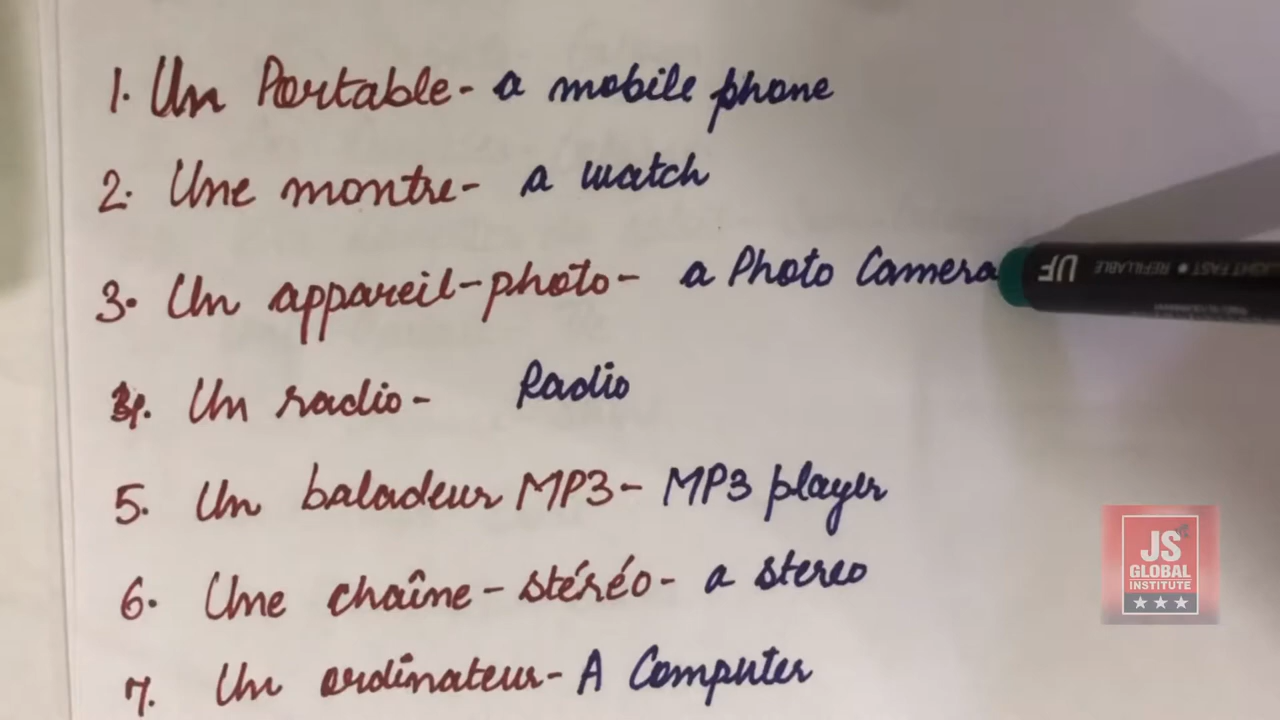 1. Un Portable- a mobile phone
2. Une montre- a watch
3. Un appareil-photo- a Photo Camera
4. Un radio- Radio
5. Un baladeur MP3- MP3 player
6. Une chaîne-stéréo- a stereo
7. Un ordinateur- A Computer
UF
REFILLABLE • LIGHT FAST
JS
GLOBAL
INSTITUTE